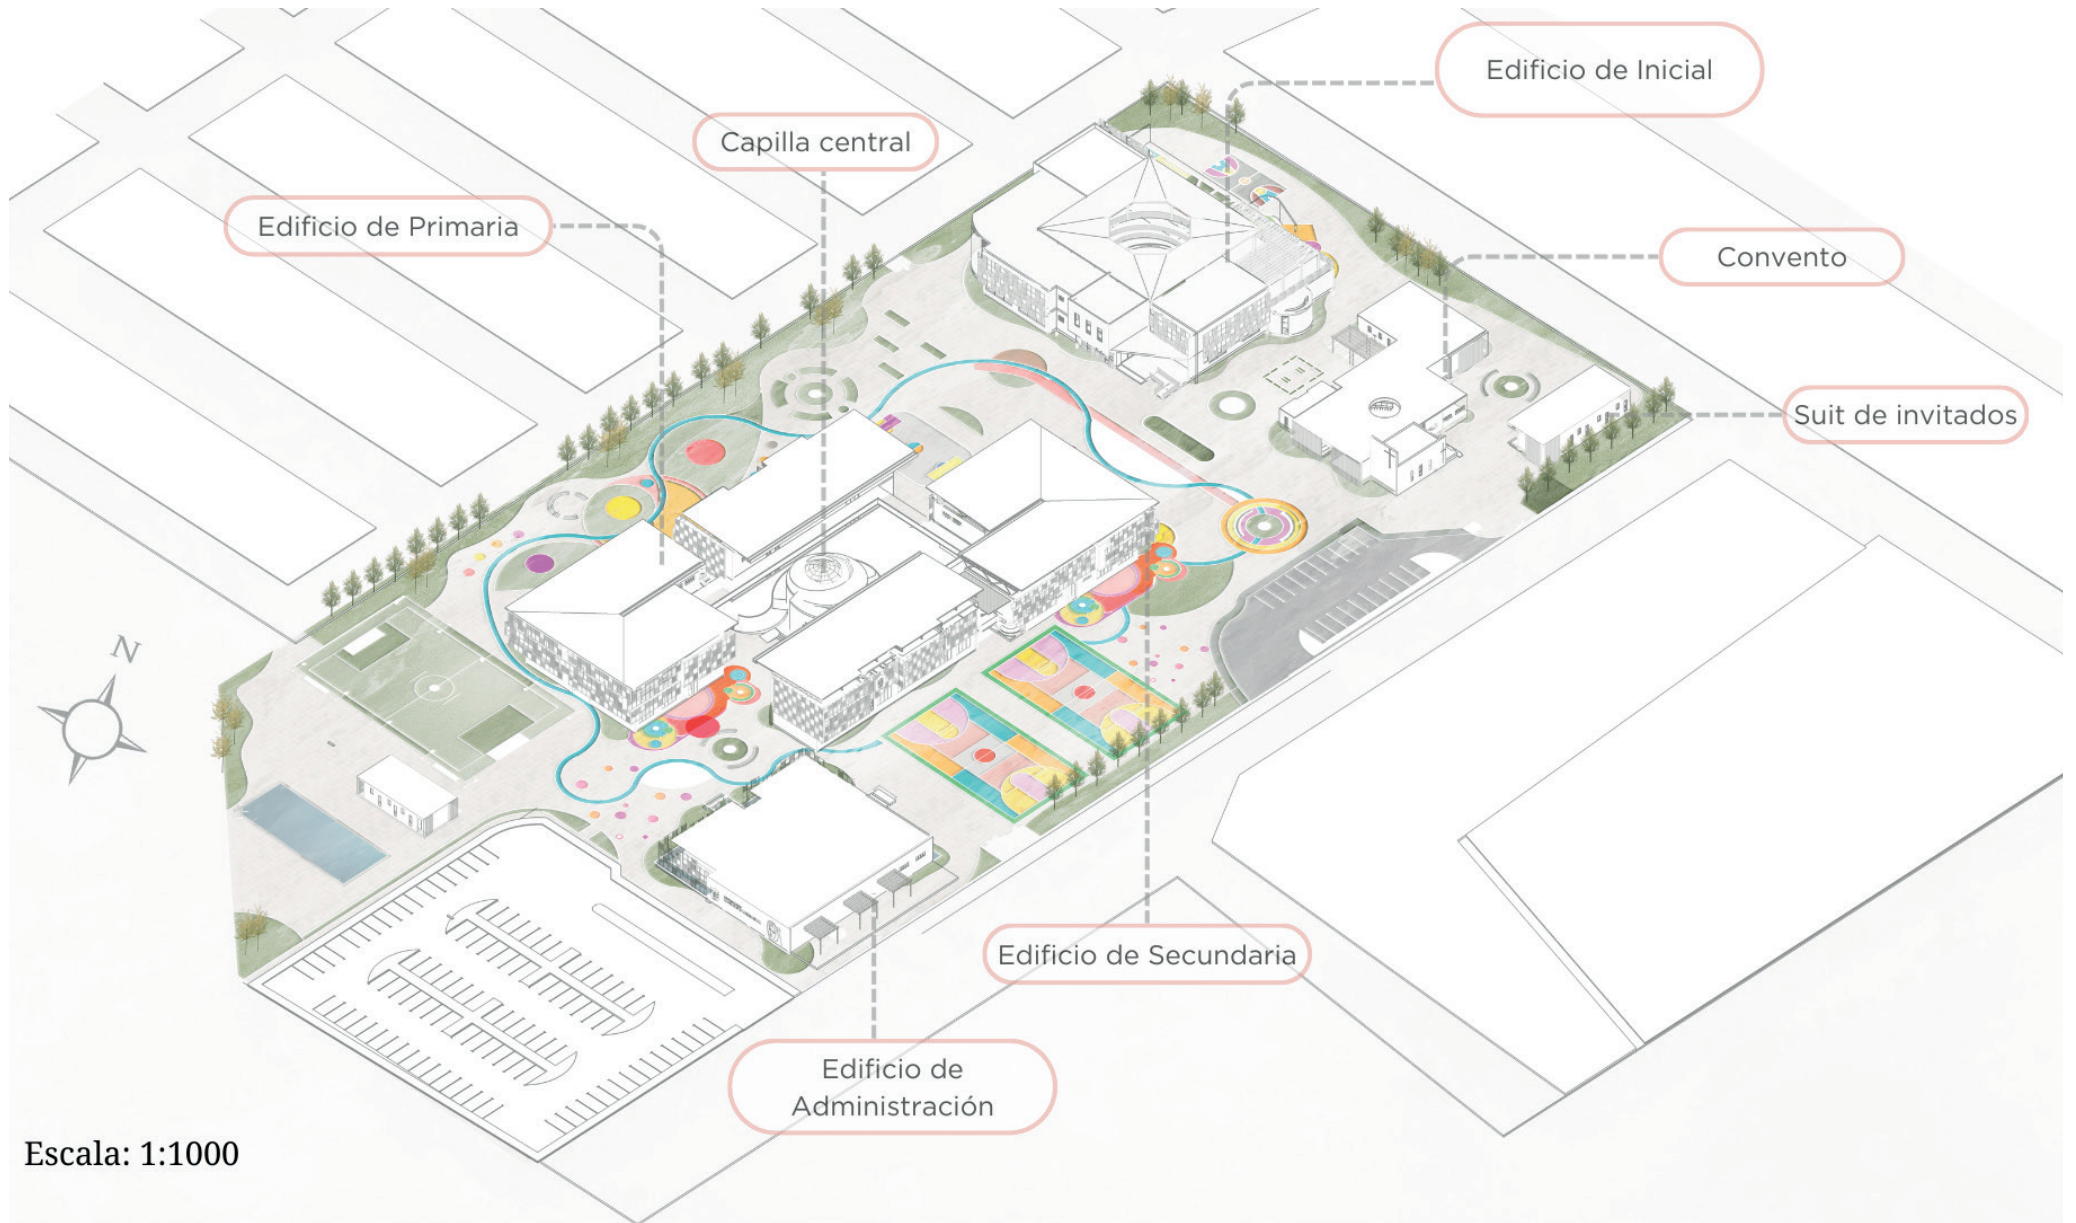 Edificio de Inicial
Capilla central
Edificio de Primaria
Convento
Suit de invitados
N
Edificio de Secundaria
Edificio de
Administración
Escala: 1:1000